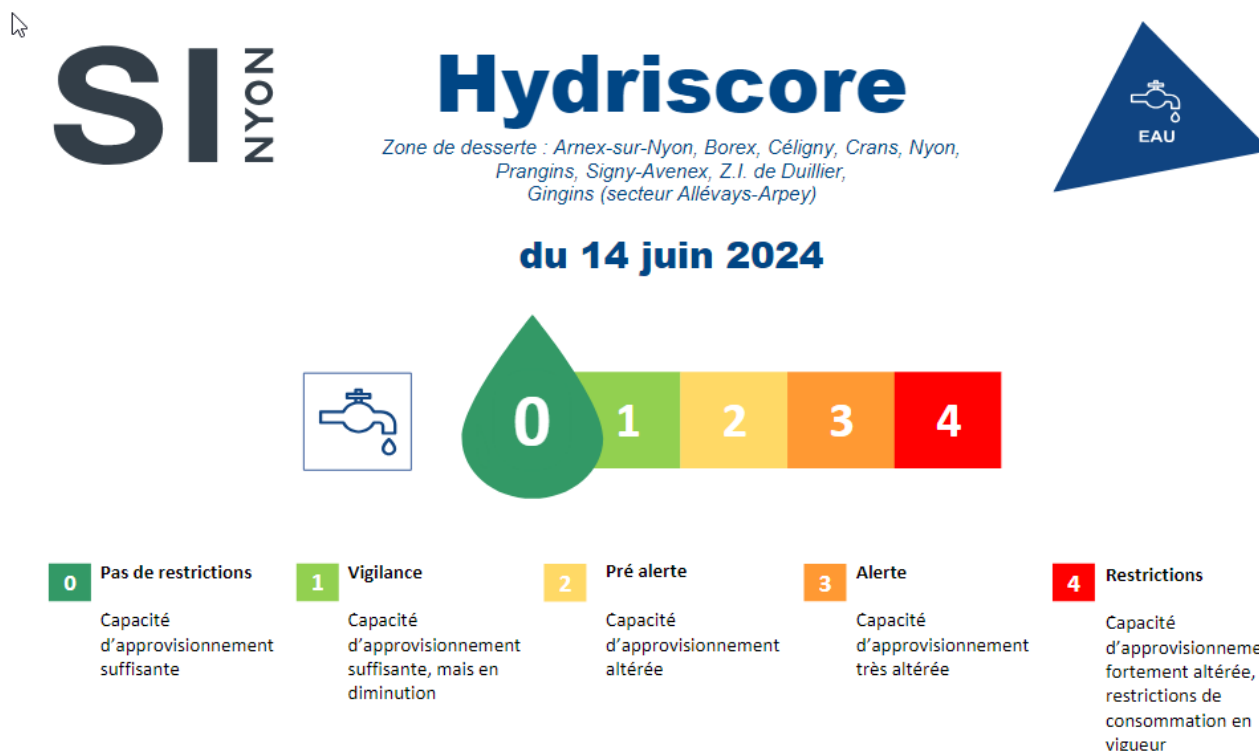 SI NYON
Hydriscore
EAU
Zone de desserte : Arnex-sur-Nyon, Borex, Céligny, Crans, Nyon,
Prangins, Signy-Avenex, Z.I. de Duillier,
Gingins (secteur Allévays-Arpey)
du 14 juin 2024
0 1 2 3 4
0 Pas de restrictions
Capacité
d’approvisionnement
suffisante
1 Vigilance
Capacité
d’approvisionnement
suffisante, mais en
diminution
2 Pré alerte
Capacité
d’approvisionnement
altérée
3 Alerte
Capacité
d’approvisionnement
très altérée
4 Restrictions
Capacité
d’approvisionneme
fortement altérée,
restrictions de
consommation en
vigueur